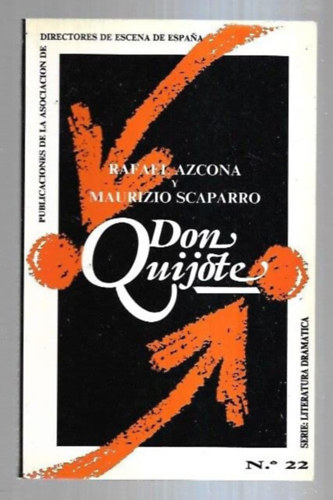 PUBLICACIONES DE LA ASOCIACION DE
DIRECTORES DE ESCENA DE ESPAÑA
RAFAEL AZCONA
Y
MAURIZIO SCAPARRO
Don
Quijote
SERIE: LITERATURA DRAMATICA
N.º 22